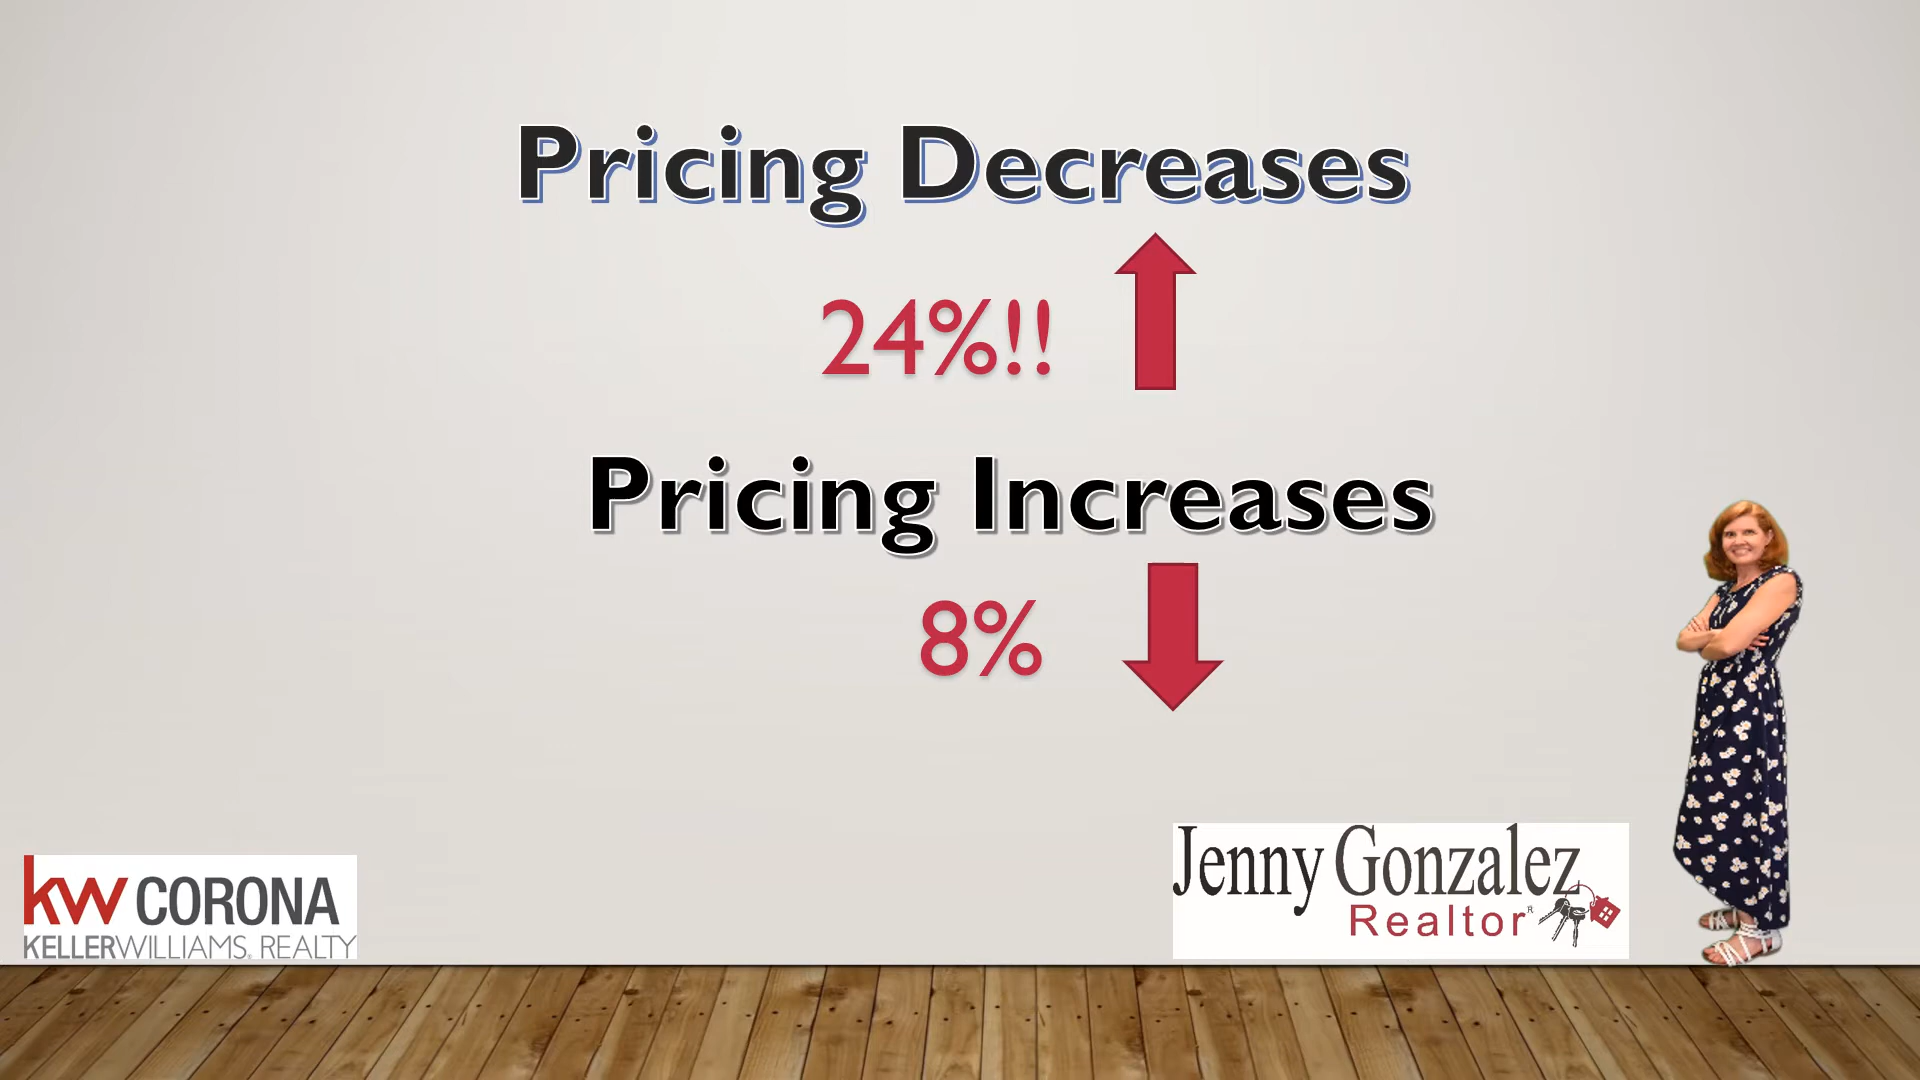 Pricing Decreases
24%!!
Pricing Increases
8%
kw CORONA
KELLERWILLIAMS. REALTY
Jenny Gonzalez
Realtor®